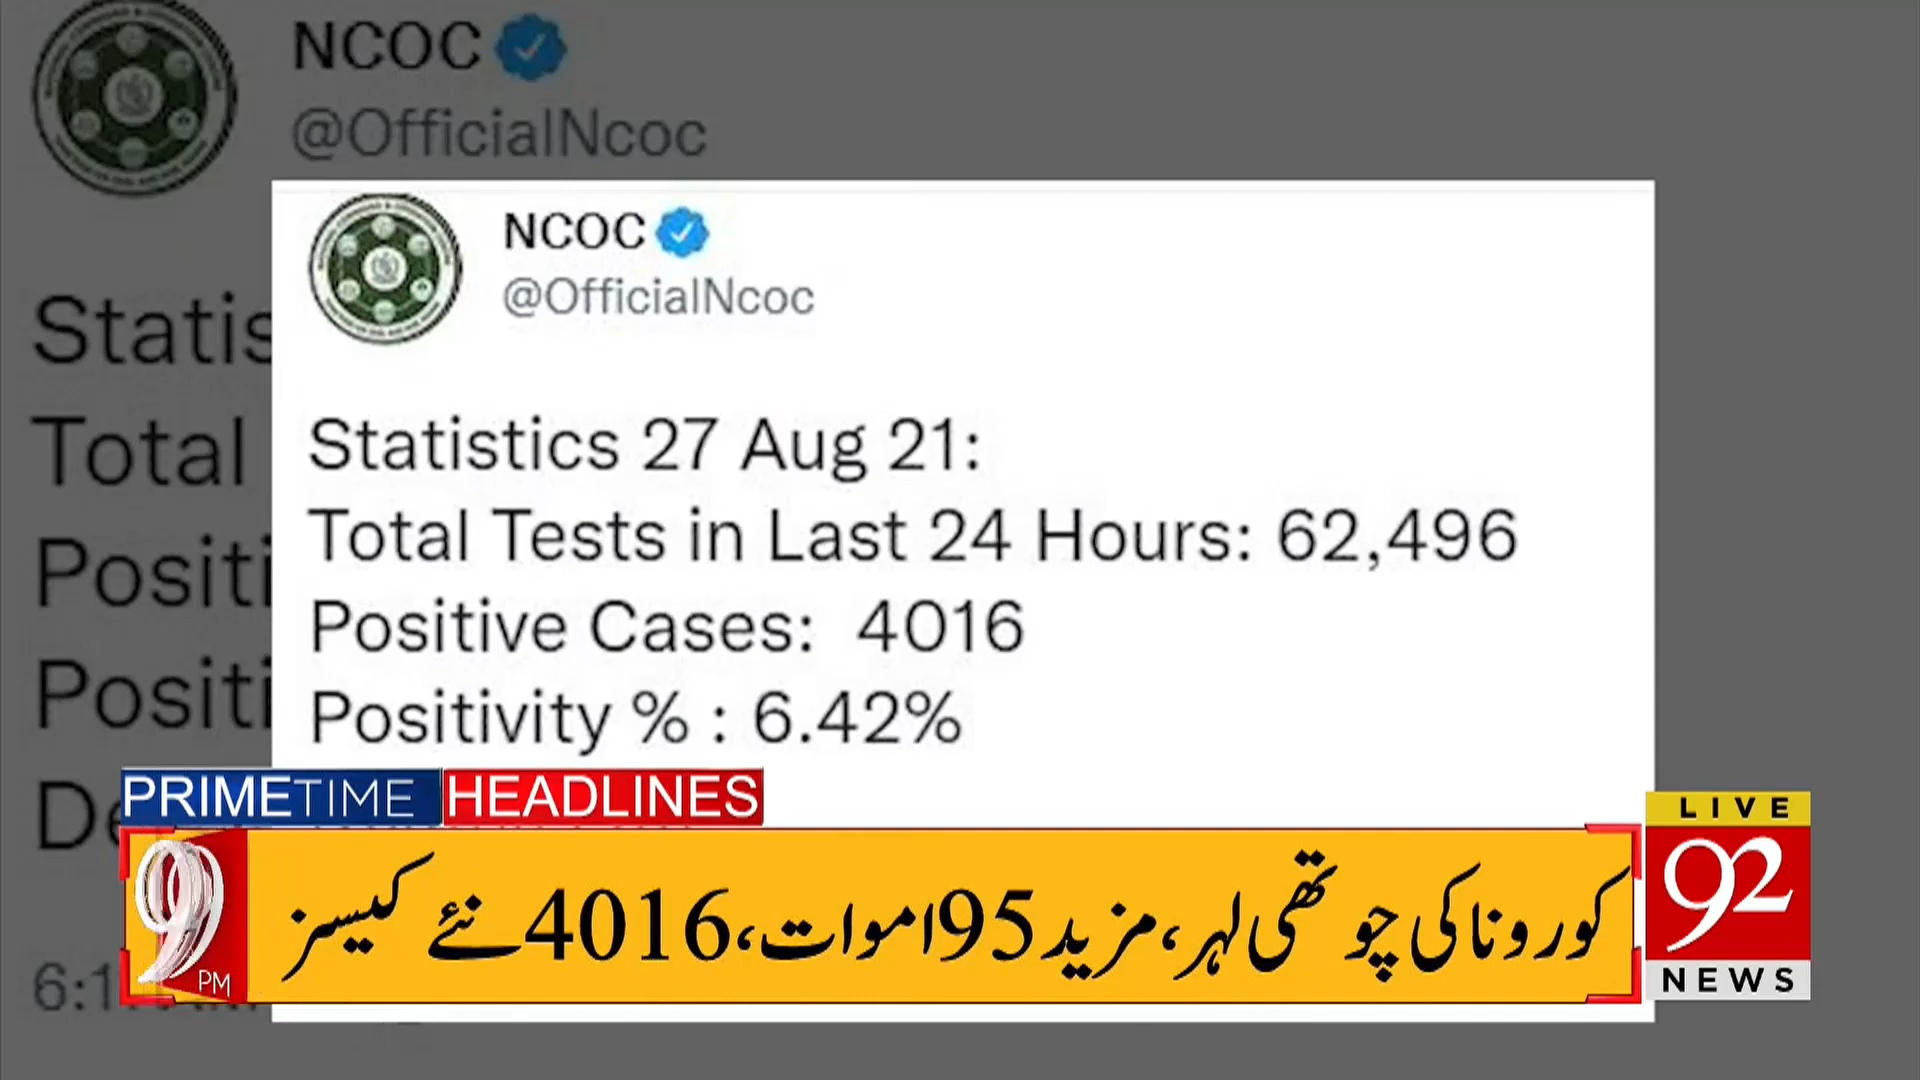 NCOC
@OfficialNcoc
NCOC
@OfficialNcoc
Statistics 27 Aug 21:
Total Tests in Last 24 Hours: 62,496
Positive Cases: 4016
Positivity % : 6.42%
Total
PRIMETIME HEADLINES
9 PM
کورونا کی چوتھی لہر، مزید 95 اموات، 4016 نئے کیسز
LIVE
92
NEWS